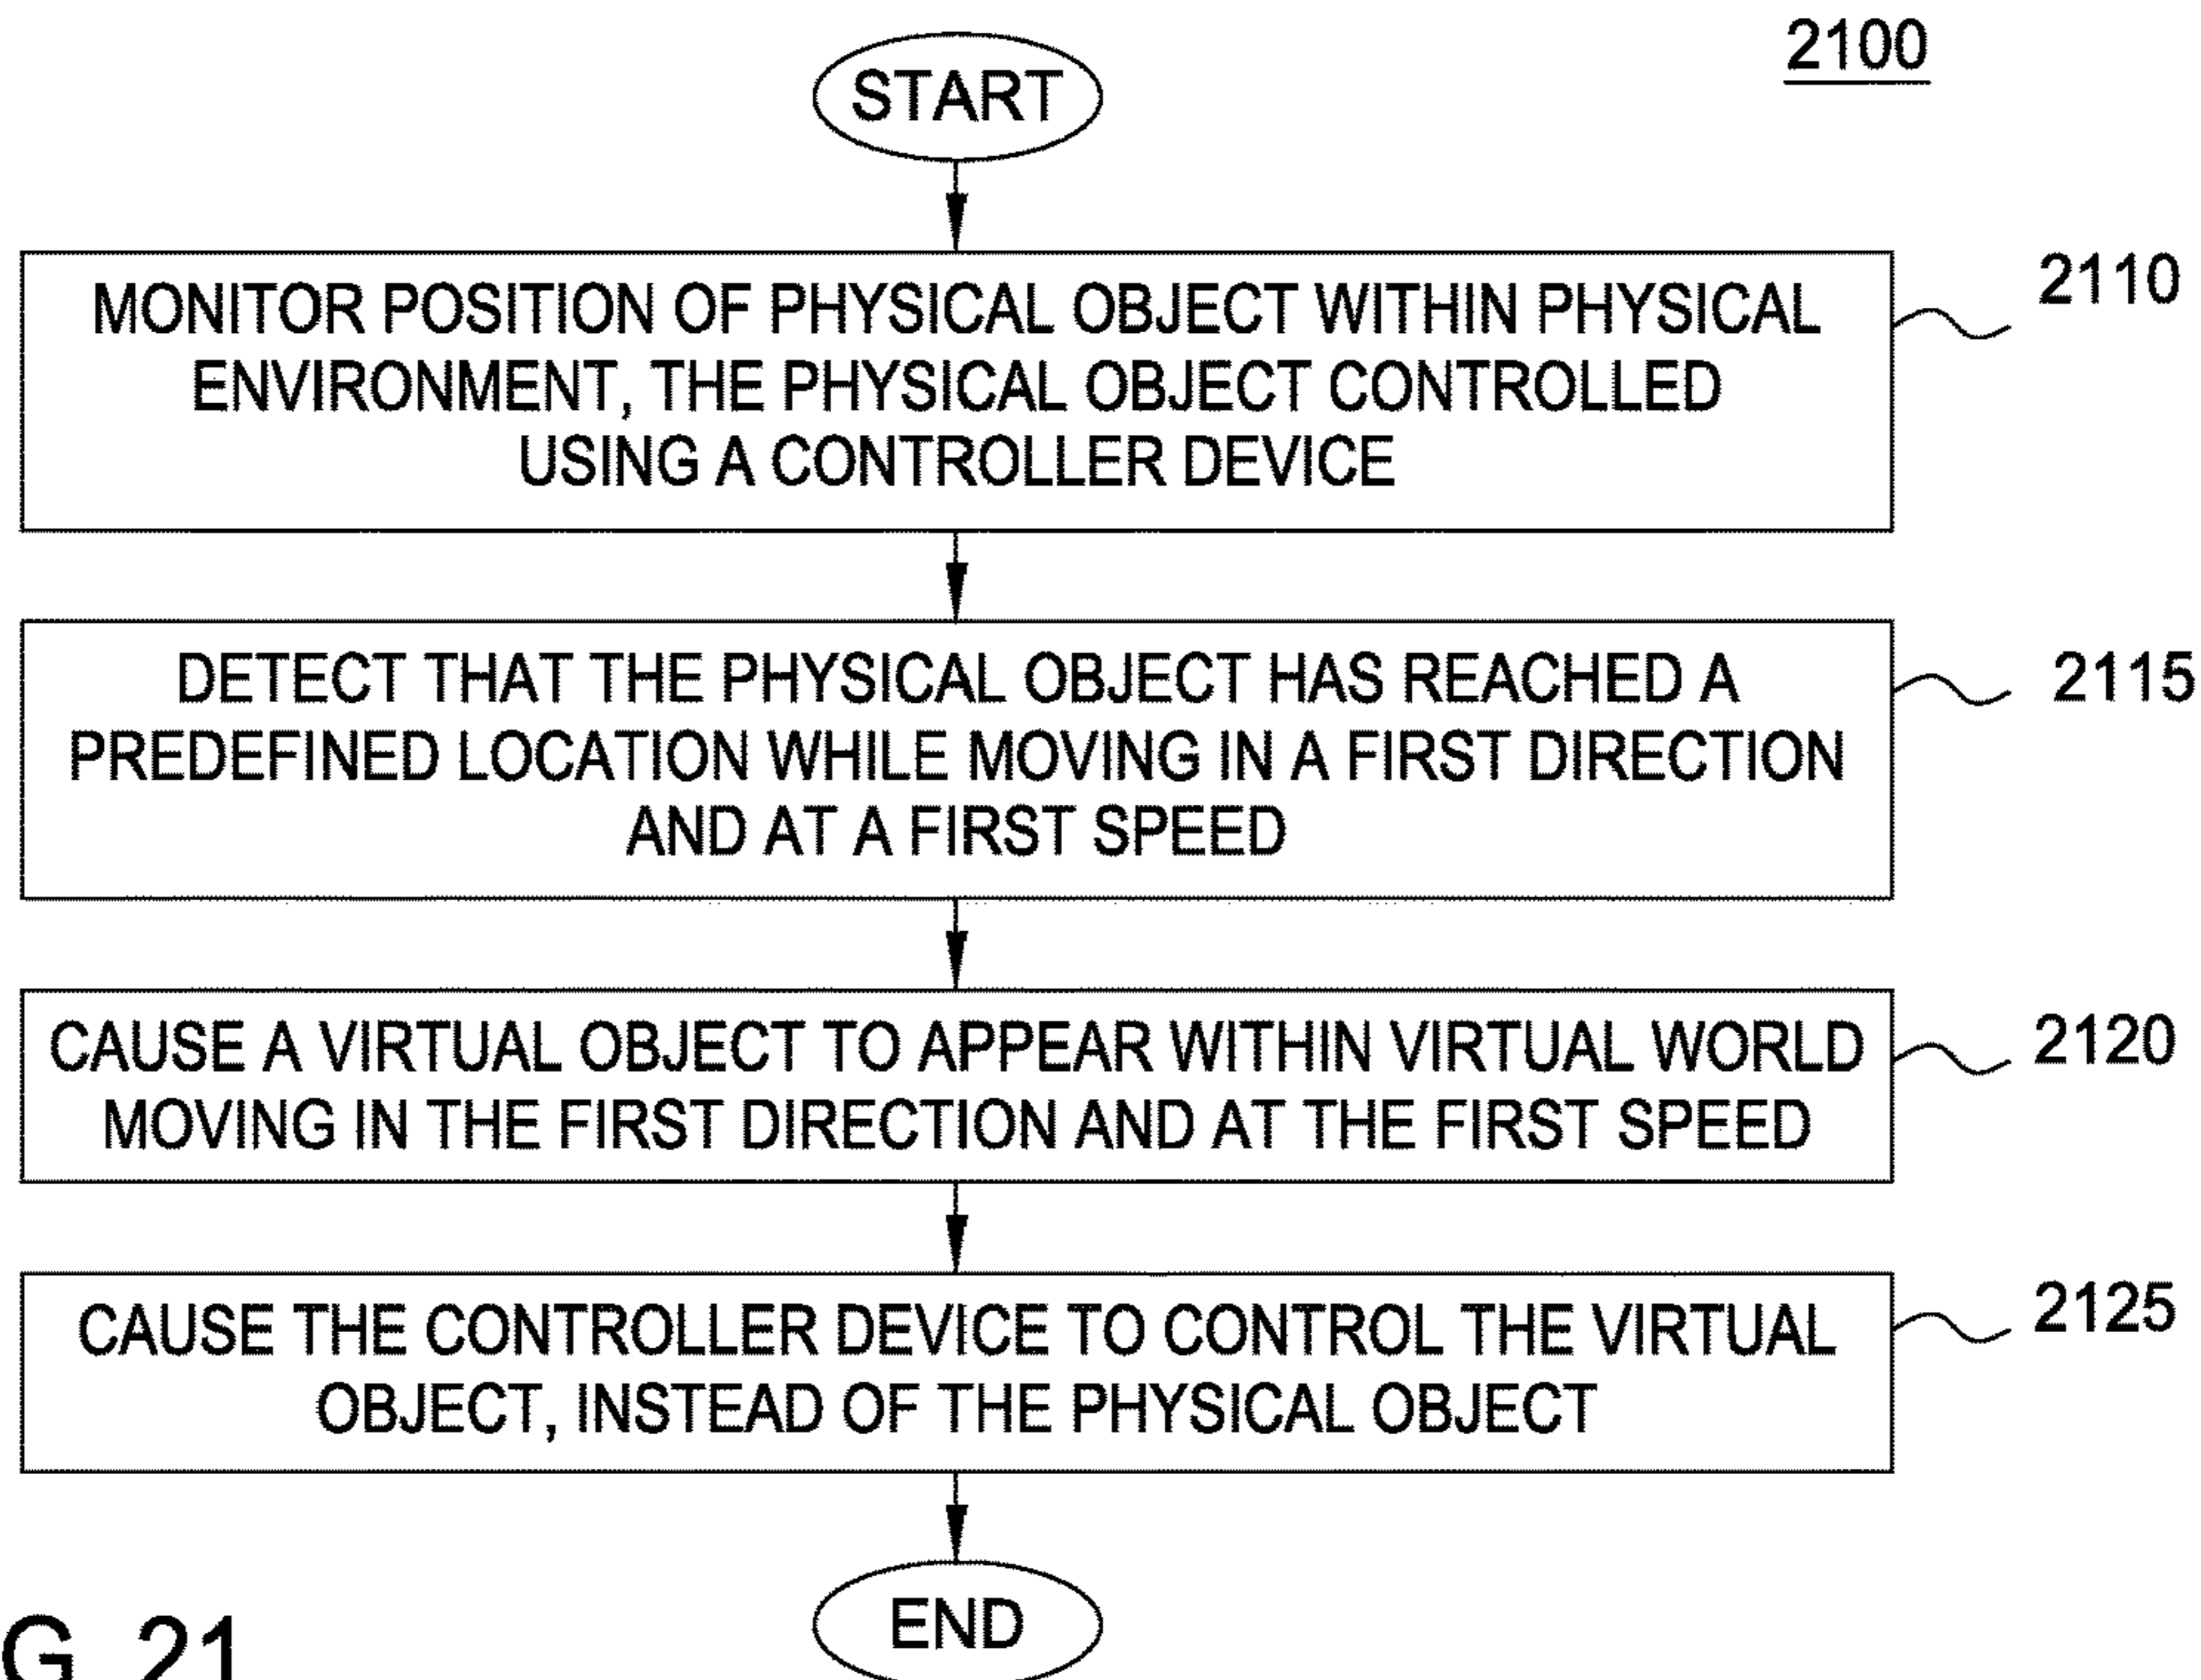 2100
START
MONITOR POSITION OF PHYSICAL OBJECT WITHIN PHYSICAL
ENVIRONMENT, THE PHYSICAL OBJECT CONTROLLED
USING A CONTROLLER DEVICE
2110
DETECT THAT THE PHYSICAL OBJECT HAS REACHED A
PREDEFINED LOCATION WHILE MOVING IN A FIRST DIRECTION
AND AT A FIRST SPEED
2115
CAUSE A VIRTUAL OBJECT TO APPEAR WITHIN VIRTUAL WORLD
MOVING IN THE FIRST DIRECTION AND AT THE FIRST SPEED
2120
CAUSE THE CONTROLLER DEVICE TO CONTROL THE VIRTUAL
OBJECT, INSTEAD OF THE PHYSICAL OBJECT
2125
END
G. 21